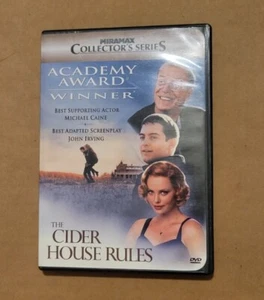 MIRAMAX
COLLECTOR'S SERIES
ACADEMY
AWARD
WINNER
BEST SUPPORTING ACTOR
MICHAEL CAINE
BEST ADAPTED SCREENPLAY
JOHN IRVING
THE
CIDER
HOUSE RULES
DVD